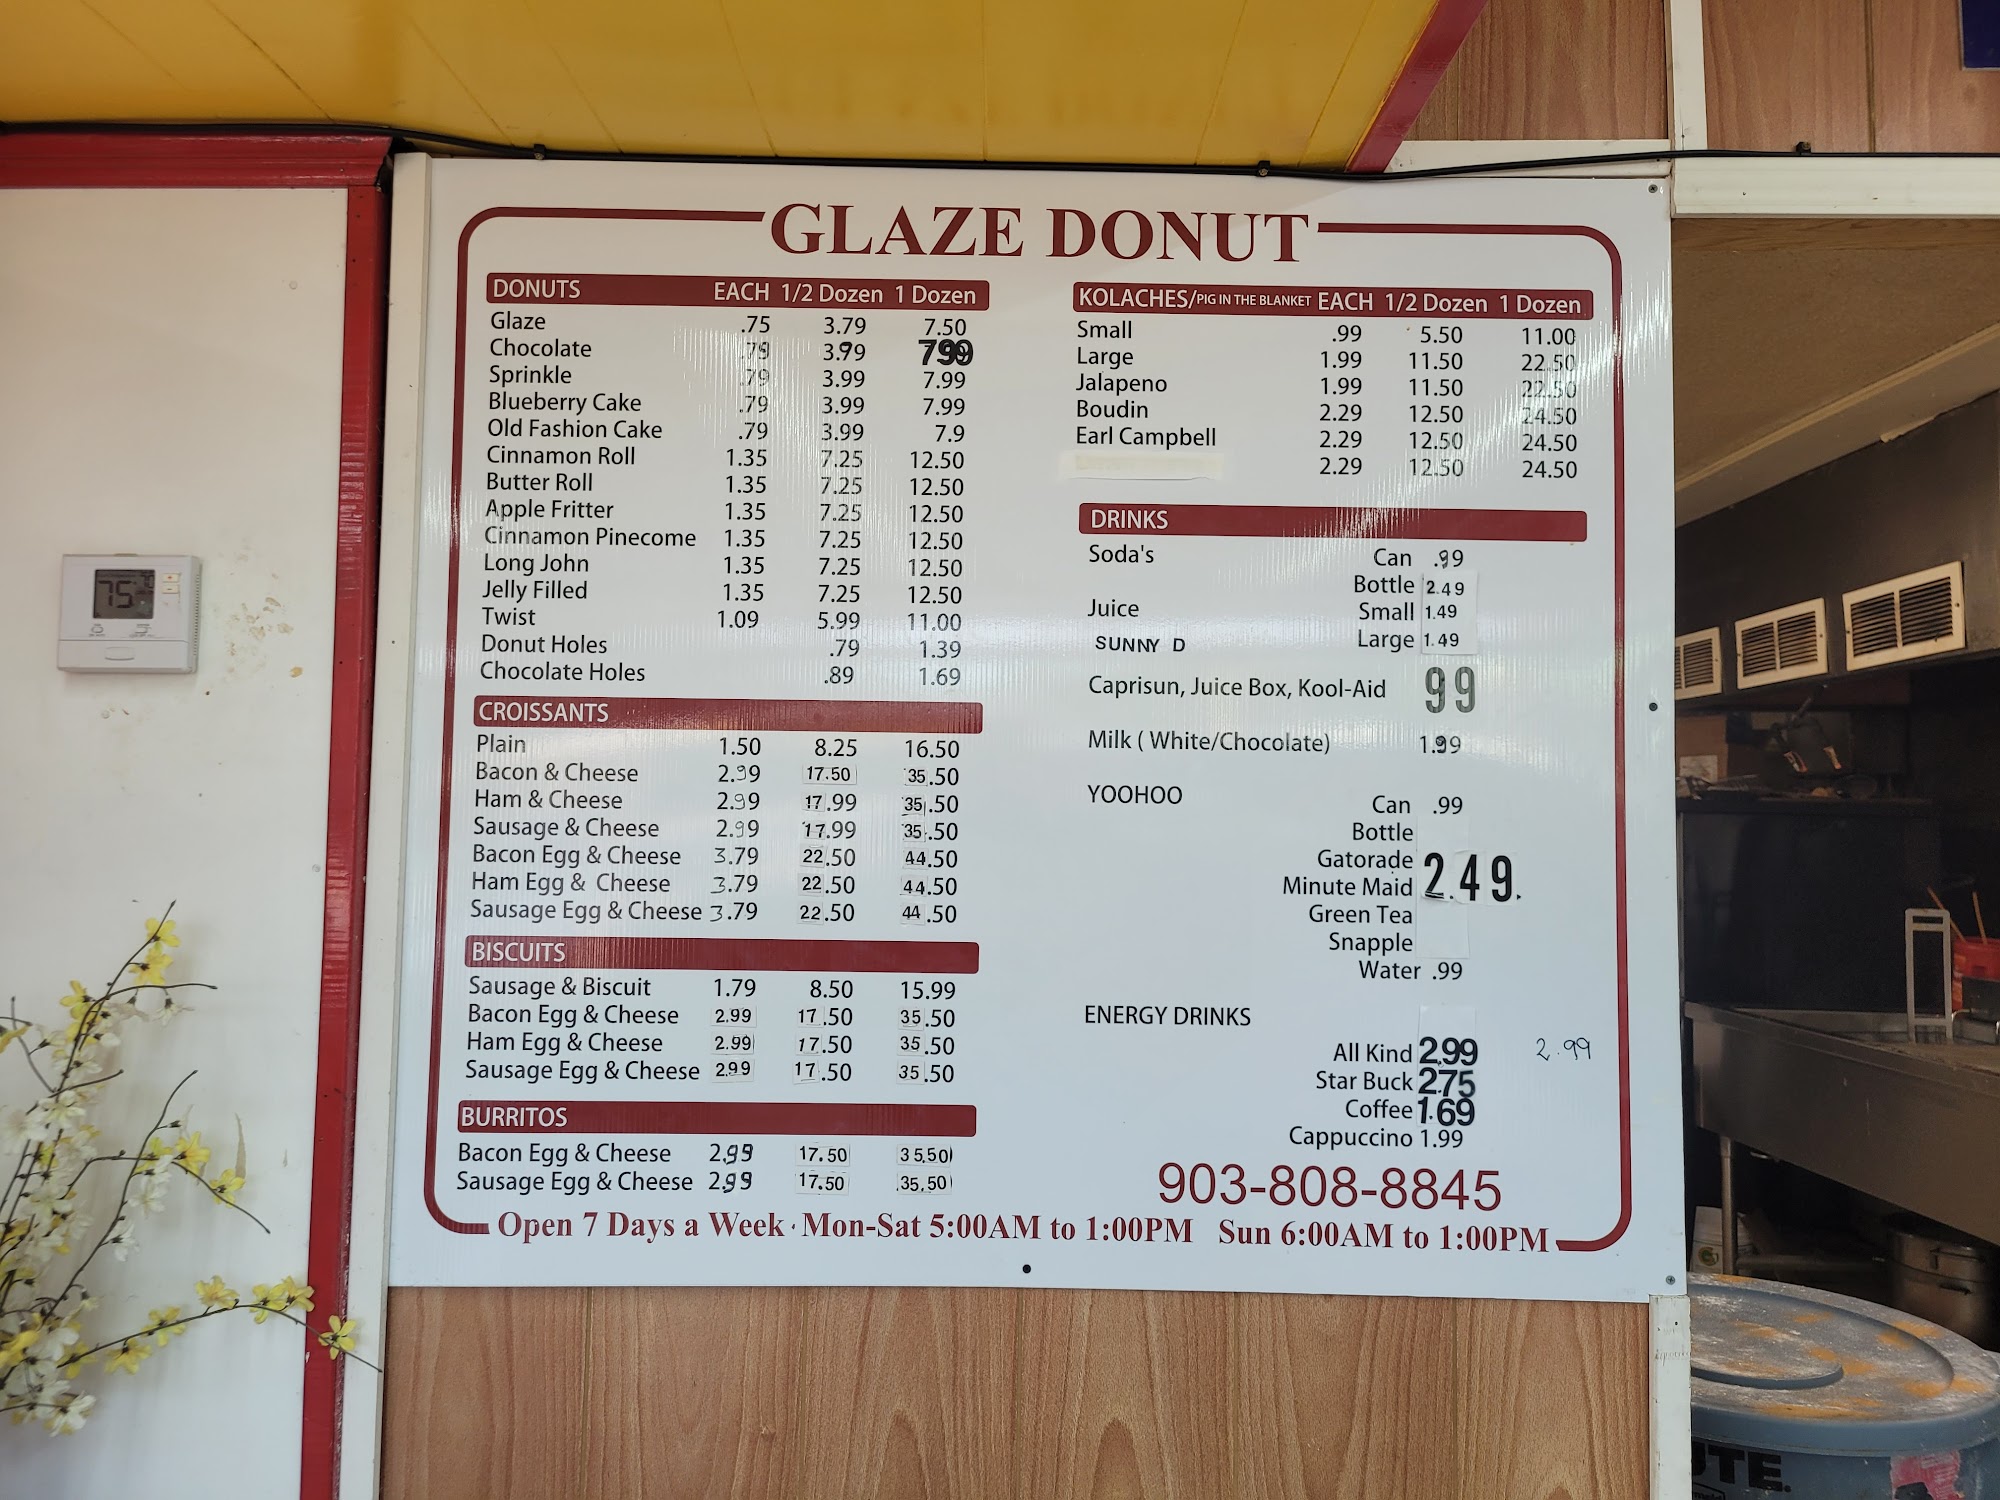 GLAZE DONUT
DONUTS EACH 1/2 Dozen 1 Dozen
Glaze .75 3.79 7.50
Chocolate .79 3.99 7.99
Sprinkle .79 3.99 7.99
Blueberry Cake .79 3.99 7.99
Old Fashion Cake .79 3.99 7.9
Cinnamon Roll 1.35 7.25 12.50
Butter Roll 1.35 7.25 12.50
Apple Fritter 1.35 7.25 12.50
Cinnamon Pinecome 1.35 7.25 12.50
Long John 1.35 7.25 12.50
Jelly Filled 1.35 7.25 12.50
Twist 1.09 5.99 11.00
Donut Holes .79 1.39
Chocolate Holes .89 1.69
CROISSANTS
Plain 1.50 8.25 16.50
Bacon & Cheese 2.99 17.50 35.50
Ham & Cheese 2.99 17.99 35.50
Sausage & Cheese 2.99 17.99 35.50
Bacon Egg & Cheese 3.79 22.50 44.50
Ham Egg & Cheese 3.79 22.50 44.50
Sausage Egg & Cheese 3.79 22.50 44.50
BISCUITS
Sausage & Biscuit 1.79 8.50 15.99
Bacon Egg & Cheese 2.99 17.50 35.50
Ham Egg & Cheese 2.99 17.50 35.50
Sausage Egg & Cheese 2.99 17.50 35.50
BURRITOS
Bacon Egg & Cheese 2.99 17.50 35.50
Sausage Egg & Cheese 2.99 17.50 35.50
KOLACHES/PIG IN THE BLANKET EACH 1/2 Dozen 1 Dozen
Small .99 5.50 11.00
Large 1.99 11.50 22.50
Jalapeno 1.99 11.50 22.50
Boudin 2.29 12.50 24.50
Earl Campbell 2.29 12.50 24.50
2.29 12.50 24.50
DRINKS
Soda's Can .99
Bottle 2.49
Juice Small 1.49
SUNNY D Large 1.49
Caprisun, Juice Box, Kool-Aid 99
Milk ( White/Chocolate) 1.99
YOOHOO Can .99
Bottle
Gatorade
Minute Maid 2.49.
Green Tea
Snapple
Water .99
ENERGY DRINKS
All Kind 2.99 2.99
Star Buck 2.75
Coffee 1.69
Cappuccino 1.99
903-808-8845
Open 7 Days a Week · Mon-Sat 5:00AM to 1:00PM Sun 6:00AM to 1:00PM
75
UTE